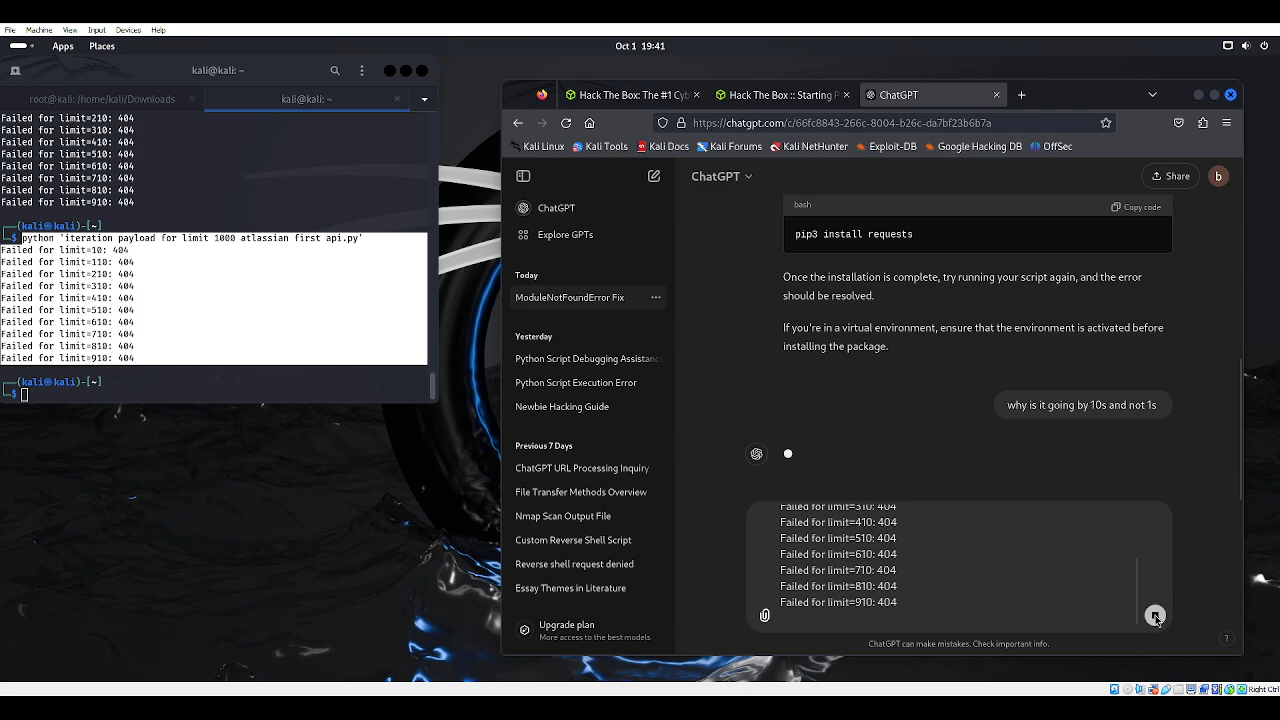 File Machine View Input Devices Help
Apps Places
Oct 1 19:41
kali@kali: ~
root@kali: /home/kali/Downloads
kali@kali: ~
Failed for limit=210: 404
Failed for limit=310: 404
Failed for limit=410: 404
Failed for limit=510: 404
Failed for limit=610: 404
Failed for limit=710: 404
Failed for limit=810: 404
Failed for limit=910: 404
(kali㉿kali)-[~]
$ python 'iteration payload for limit 1000 atlassian first api.py'
Failed for limit=10: 404
Failed for limit=110: 404
Failed for limit=210: 404
Failed for limit=310: 404
Failed for limit=410: 404
Failed for limit=510: 404
Failed for limit=610: 404
Failed for limit=710: 404
Failed for limit=810: 404
Failed for limit=910: 404
(kali㉿kali)-[~]
$
Hack The Box: The #1 Cyb
Hack The Box :: Starting P
ChatGPT
https://chatgpt.com/c/66fc8843-266c-8004-b26c-da7bf23b6b7a
Kali Linux Kali Tools Kali Docs Kali Forums Kali NetHunter Exploit-DB Google Hacking DB OffSec
ChatGPT
Explore GPTs
Today
ModuleNotFoundError Fix
Yesterday
Python Script Debugging Assistanc
Python Script Execution Error
Newbie Hacking Guide
Previous 7 Days
ChatGPT URL Processing Inquiry
File Transfer Methods Overview
Nmap Scan Output File
Custom Reverse Shell Script
Reverse shell request denied
Essay Themes in Literature
Upgrade plan
More access to the best models
ChatGPT
Share
b
bash
Copy code
pip3 install requests
Once the installation is complete, try running your script again, and the error
should be resolved.
If you're in a virtual environment, ensure that the environment is activated before
installing the package.
why is it going by 10s and not 1s
Failed for limit=310: 404
Failed for limit=410: 404
Failed for limit=510: 404
Failed for limit=610: 404
Failed for limit=710: 404
Failed for limit=810: 404
Failed for limit=910: 404
ChatGPT can make mistakes. Check important info.
?
Right Ctrl